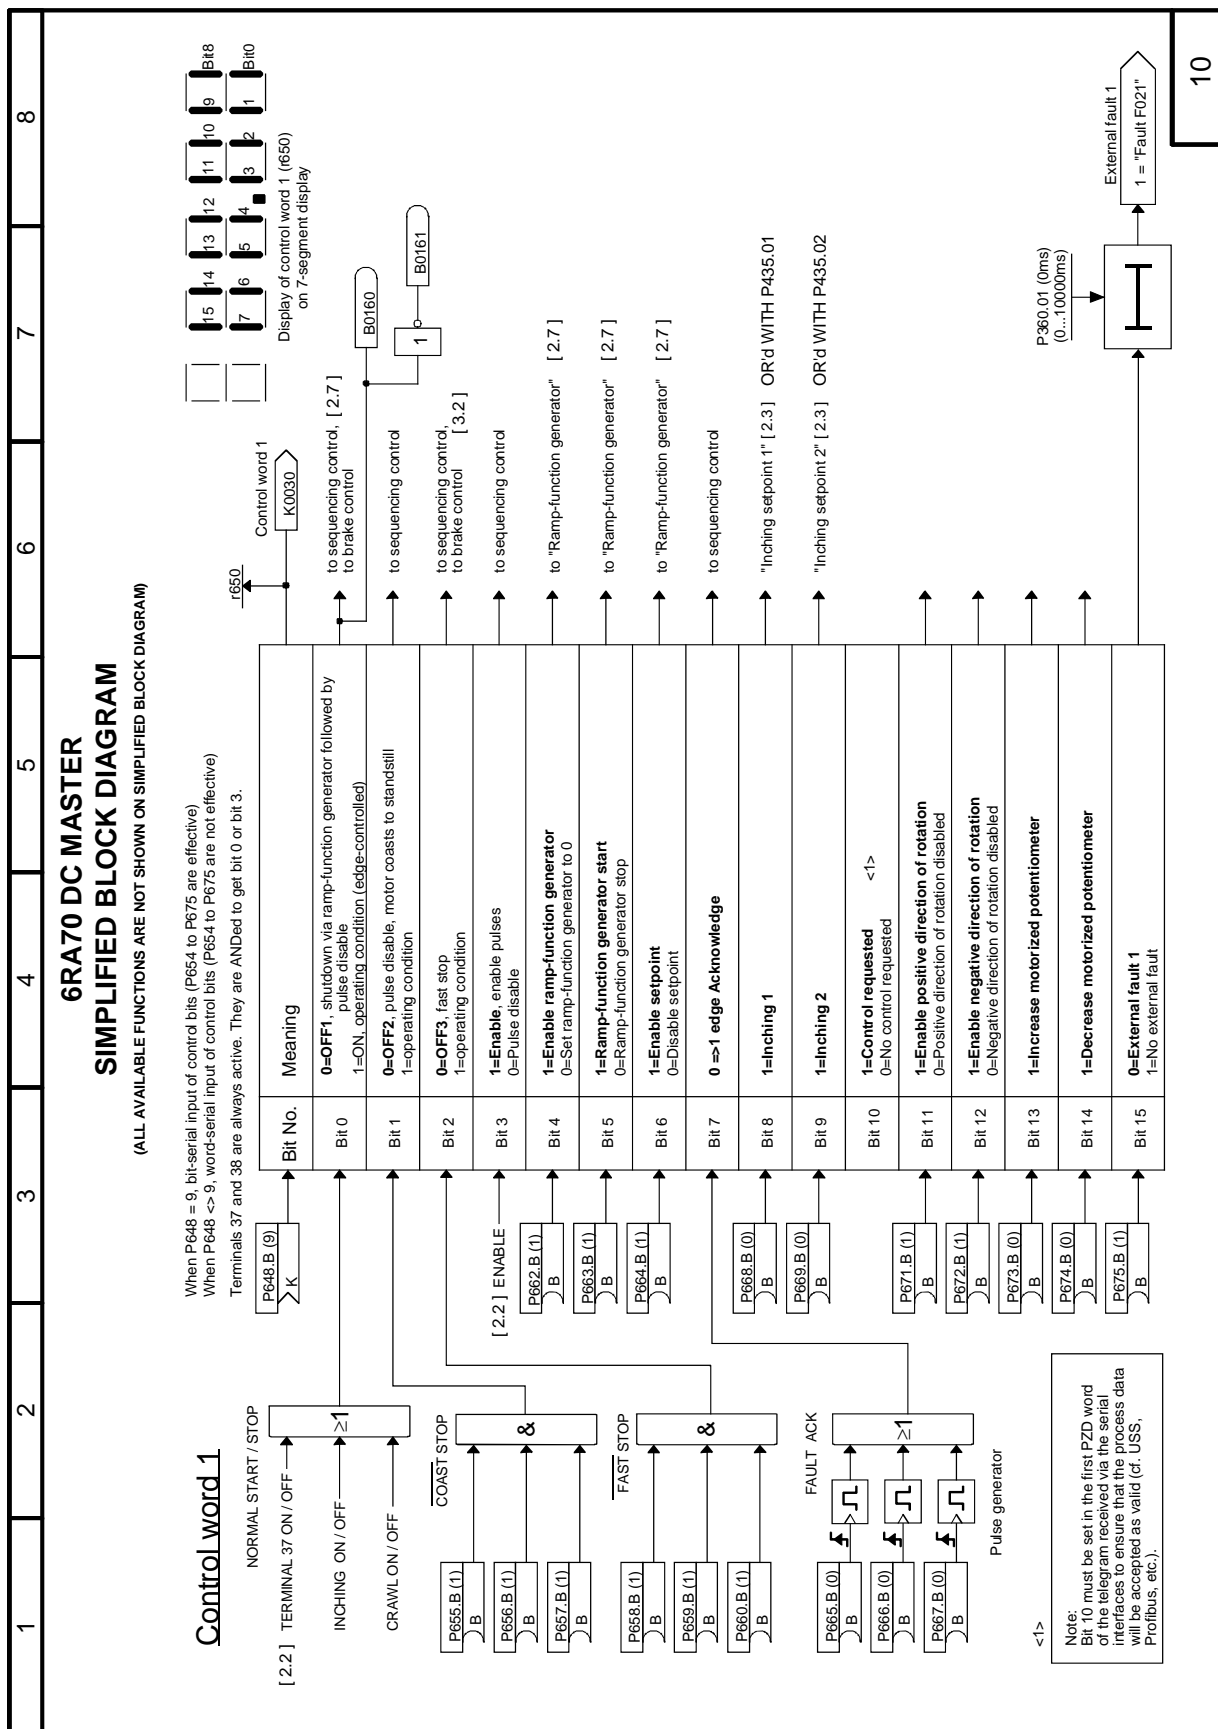 1 2 3 4 5 6 7 8
6RA70 DC MASTER
SIMPLIFIED BLOCK DIAGRAM
(ALL AVAILABLE FUNCTIONS ARE NOT SHOWN ON SIMPLIFIED BLOCK DIAGRAM)
Control word 1
When P648 = 9, bit-serial input of control bits (P654 to P675 are effective)
When P648 <> 9, word-serial input of control bits (P654 to P675 are not effective)
Terminals 37 and 38 are always active. They are ANDed to get bit 0 or bit 3.
15 14 13 12 11 10 9 Bit8
7 6 5 4 3 2 1 Bit0
Display of control word 1 (r650)
on 7-segment display
NORMAL START / STOP
[ 2.2 ] TERMINAL 37 ON / OFF
INCHING ON / OFF
CRAWL ON / OFF
≥1
P648.B (9)
K
r650
Control word 1
K0030
Bit No. Meaning
Bit 0
0=OFF1, shutdown via ramp-function generator followed by
pulse disable
1=ON, operating condition (edge-controlled)
to sequencing control, [ 2.7 ]
to brake control
B0160
1
B0161
COAST STOP
P655.B (1)
B
P656.B (1)
B
P657.B (1)
B
&
Bit 1
0=OFF2, pulse disable, motor coasts to standstill
1=operating condition
to sequencing control
FAST STOP
P658.B (1)
B
P659.B (1)
B
P660.B (1)
B
&
Bit 2
0=OFF3, fast stop
1=operating condition
to sequencing control,
to brake control [ 3.2 ]
[ 2.2 ] ENABLE
Bit 3
1=Enable, enable pulses
0=Pulse disable
to sequencing control
P662.B (1)
B
Bit 4
1=Enable ramp-function generator
0=Set ramp-function generator to 0
to "Ramp-function generator" [ 2.7 ]
P663.B (1)
B
Bit 5
1=Ramp-function generator start
0=Ramp-function generator stop
to "Ramp-function generator" [ 2.7 ]
P664.B (1)
B
Bit 6
1=Enable setpoint
0=Disable setpoint
to "Ramp-function generator" [ 2.7 ]
FAULT ACK
P665.B (0)
B
P666.B (0)
B
P667.B (0)
B
≥1
Pulse generator
Bit 7
0 =>1 edge Acknowledge
to sequencing control
P668.B (0)
B
Bit 8
1=Inching 1
"Inching setpoint 1" [ 2.3 ] OR'd WITH P435.01
P669.B (0)
B
Bit 9
1=Inching 2
"Inching setpoint 2" [ 2.3 ] OR'd WITH P435.02
Bit 10
1=Control requested
0=No control requested <1>
P671.B (1)
B
Bit 11
1=Enable positive direction of rotation
0=Positive direction of rotation disabled
P672.B (1)
B
Bit 12
1=Enable negative direction of rotation
0=Negative direction of rotation disabled
P673.B (0)
B
Bit 13
1=Increase motorized potentiometer
P674.B (0)
B
Bit 14
1=Decrease motorized potentiometer
P675.B (1)
B
Bit 15
0=External fault 1
1=No external fault
P360.01 (0ms)
(0...10000ms)
External fault 1
1 = "Fault F021"
<1>
Note:
Bit 10 must be set in the first PZD word
of the telegram received via the serial
interfaces to ensure that the process data
will be accepted as valid (cf. USS,
Profibus, etc.).
10